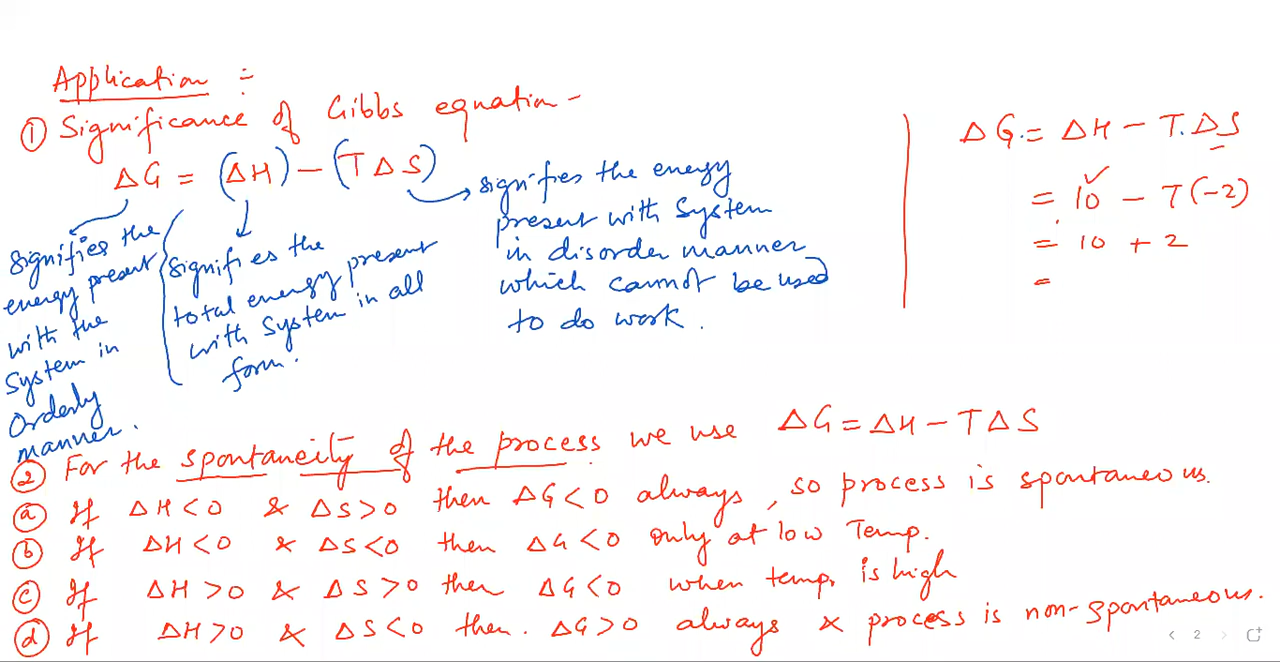 Application :-
① Significance of Gibbs equation -
ΔG = (ΔH) - (TΔS)
signifies the
energy present
with the
system in
orderly
manner.
signifies the
total energy present
with system in all
form.
signifies the energy
present with system
in disorder manner
which cannot be used
to do work.
ΔG = ΔH - T.ΔS
= 10 - T(-2)
= 10 + 2
=
② For the spontaneity of the process we use ΔG = ΔH - TΔS
ⓐ If ΔH<0 & ΔS>0 then ΔG<0 always, so process is spontaneous.
ⓑ If ΔH<0 & ΔS<0 then ΔG<0 only at low Temp.
ⓒ If ΔH>0 & ΔS>0 then ΔG<0 when temp. is high
ⓓ If ΔH>0 & ΔS<0 then. ΔG>0 always & process is non-spontaneous.
< 2 >